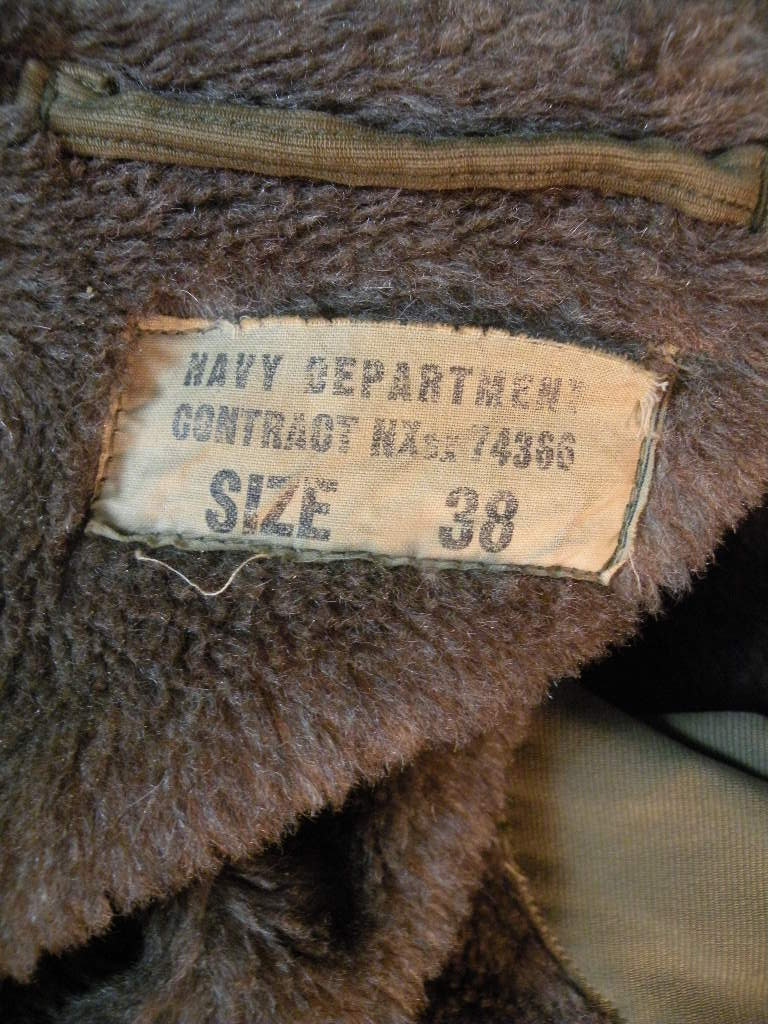 NAVY DEPARTMENT
CONTRACT NXsx 74366
SIZE 38